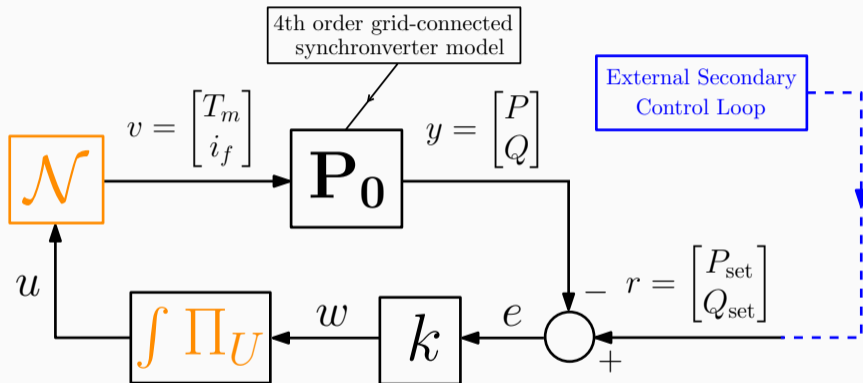 4th order grid-connected
synchronverter model
External Secondary
Control Loop
v = [T_m
i_f]
y = [P
Q]
𝒩
P₀
u
∫ Π_U
w
k
e
−
+
r = [P_set
Q_set]